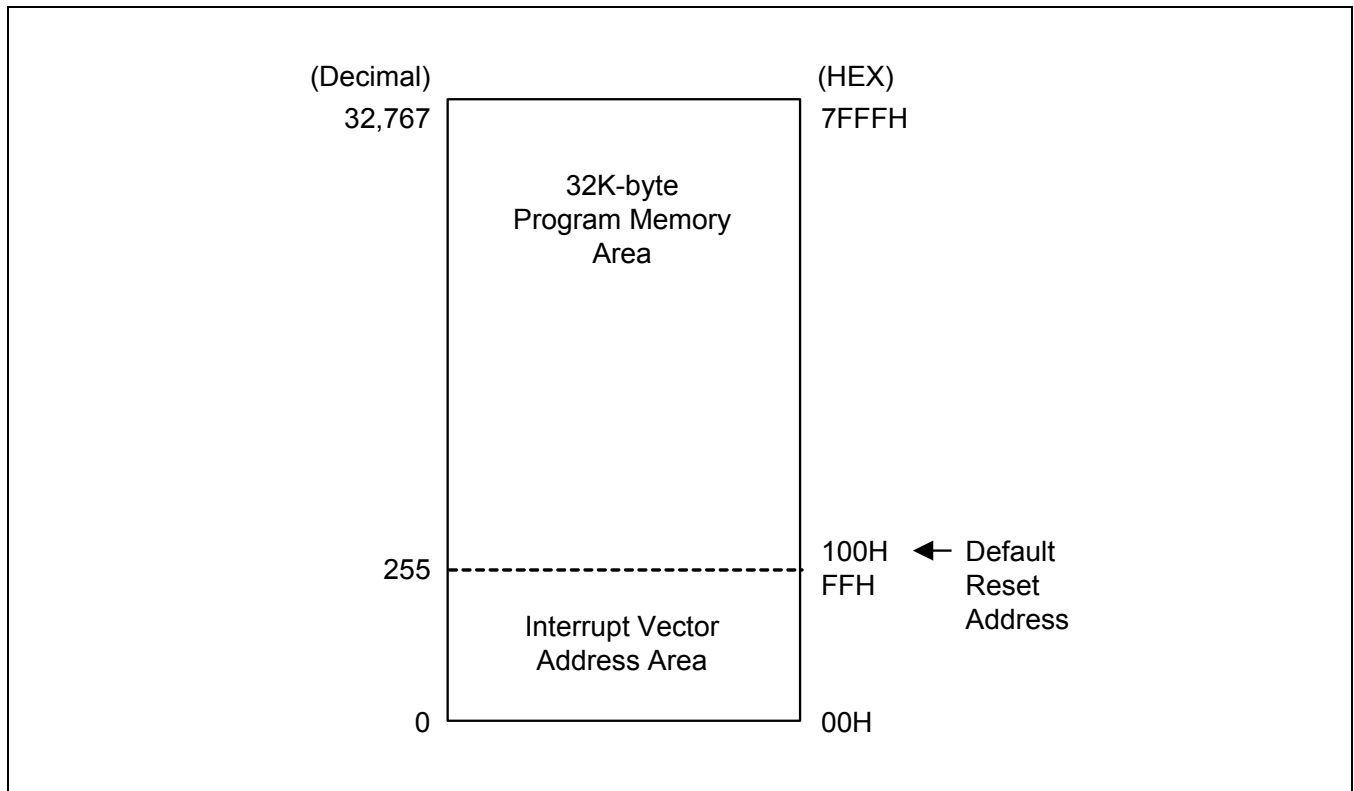 (Decimal)
(HEX)
32,767
7FFFH
32K-byte
Program Memory
Area
100H
Default
255
FFH
Reset
Address
Interrupt Vector
Address Area
0
00H